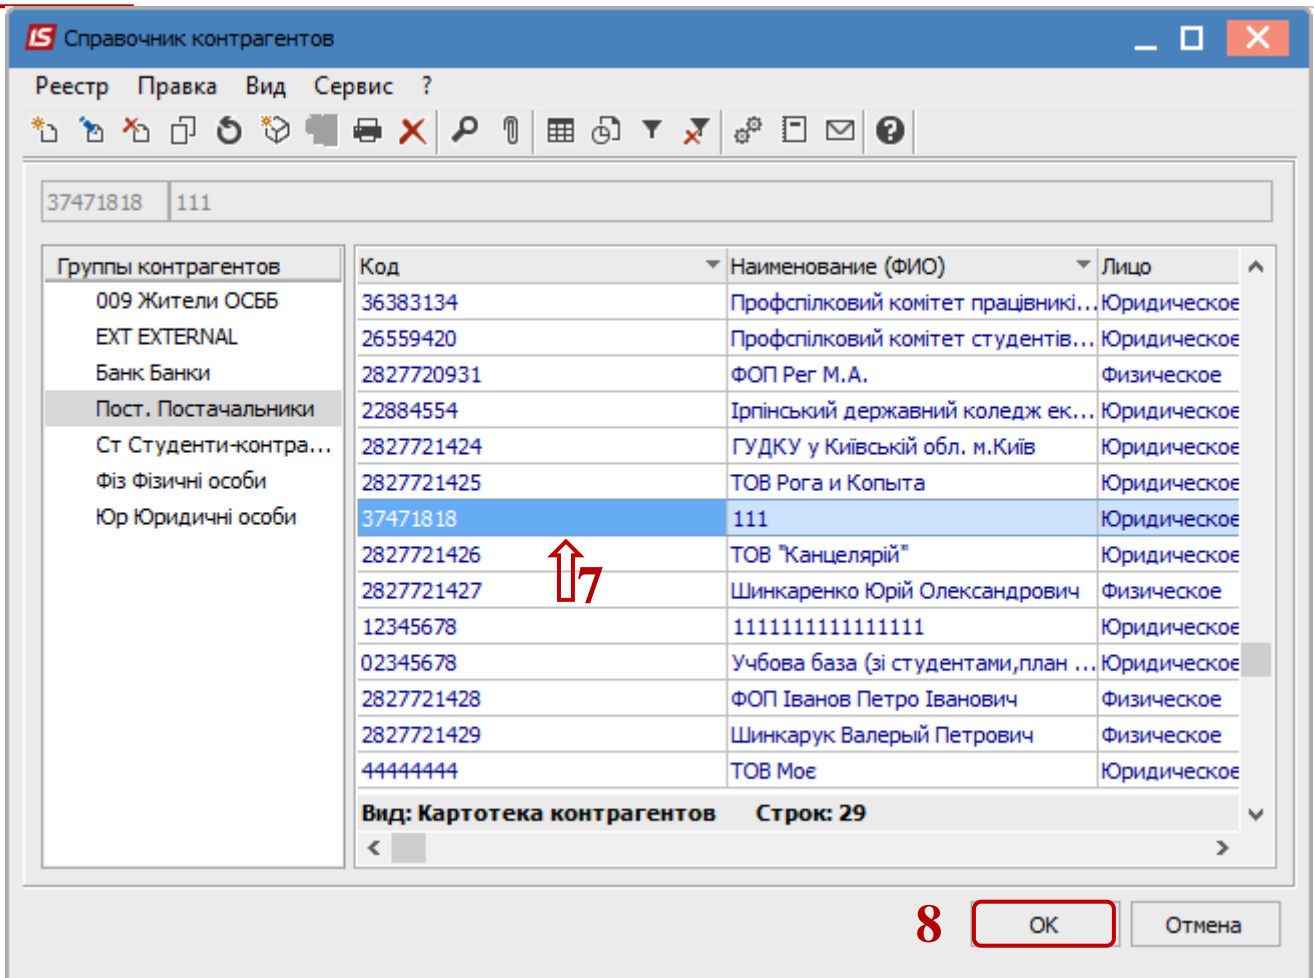 IS Справочник контрагентов
Реестр Правка Вид Сервис ?
37471818 111
Группы контрагентов
009 Жители ОСББ
EXT EXTERNAL
Банк Банки
Пост. Постачальники
Ст Студенти-контра...
Фіз Фізичні особи
Юр Юридичні особи
Код Наименование (ФИО) Лицо
36383134 Профспілковий комітет працівникі... Юридическое
26559420 Профспілковий комітет студентів... Юридическое
2827720931 ФОП Рег М.А. Физическое
22884554 Ірпінський державний коледж ек... Юридическое
2827721424 ГУДКУ у Київській обл. м.Київ Юридическое
2827721425 ТОВ Рога и Копыта Юридическое
37471818 111 Юридическое
2827721426 ТОВ "Канцелярій" Юридическое
7
2827721427 Шинкаренко Юрій Олександрович Физическое
12345678 1111111111111111 Юридическое
02345678 Учбова база (зі студентами,план ... Юридическое
2827721428 ФОП Іванов Петро Іванович Физическое
2827721429 Шинкарук Валерый Петрович Физическое
44444444 ТОВ Моє Юридическое
Вид: Картотека контрагентов Строк: 29
8 OK Отмена